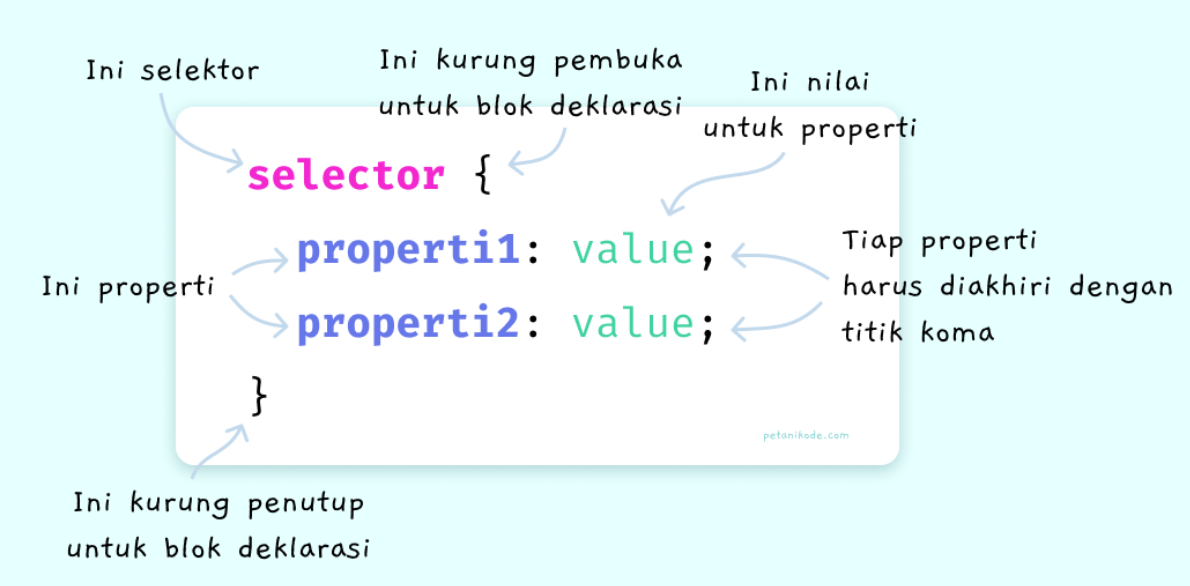 Ini selektor
Ini kurung pembuka
untuk blok deklarasi
Ini nilai
untuk properti
selector {
properti1: value;
properti2: value;
}
Ini properti
Tiap properti
harus diakhiri dengan
titik koma
petanikode.com
Ini kurung penutup
untuk blok deklarasi